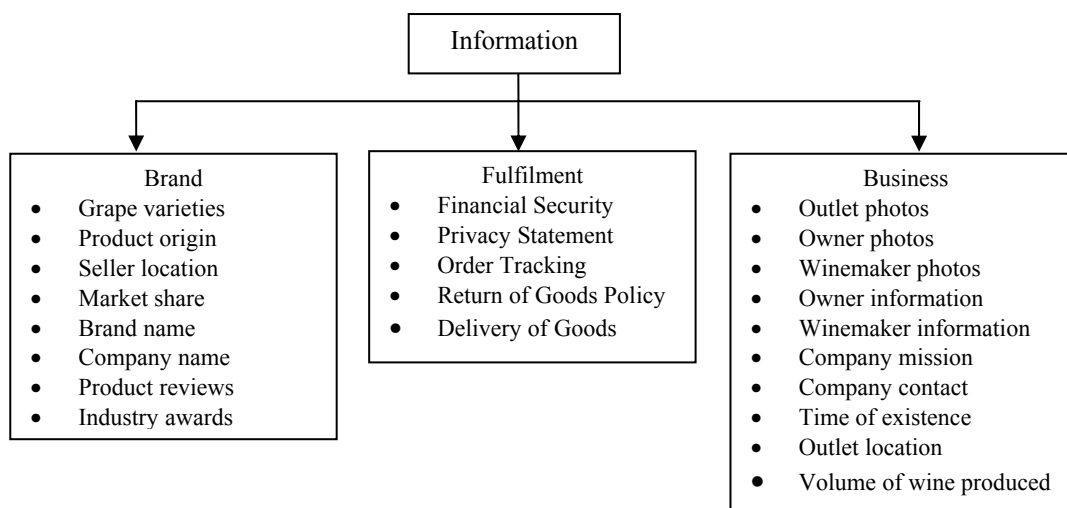 Information
Brand
• Grape varieties
• Product origin
• Seller location
• Market share
• Brand name
• Company name
• Product reviews
• Industry awards
Fulfilment
• Financial Security
• Privacy Statement
• Order Tracking
• Return of Goods Policy
• Delivery of Goods
Business
• Outlet photos
• Owner photos
• Winemaker photos
• Owner information
• Winemaker information
• Company mission
• Company contact
• Time of existence
• Outlet location
• Volume of wine produced